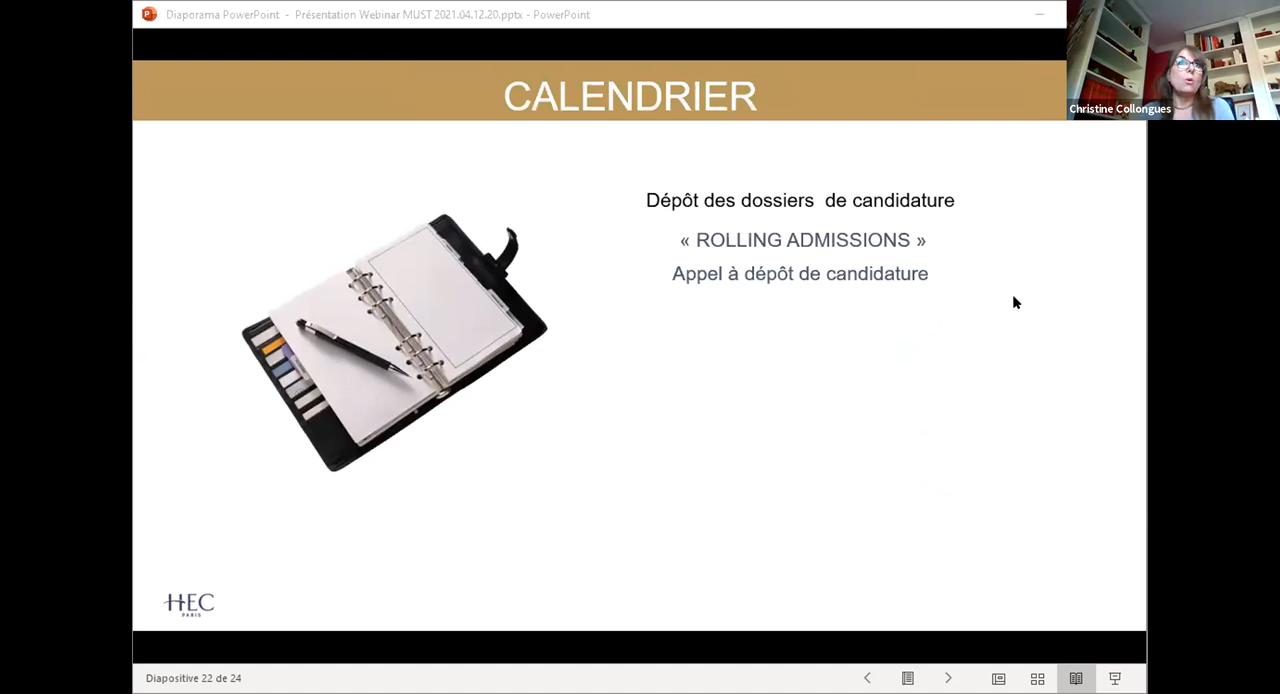 Diaporama PowerPoint - Présentation Webinar MUST 2021.04.12.20.pptx - PowerPoint
Christine Collongues
CALENDRIER
Dépôt des dossiers de candidature
« ROLLING ADMISSIONS »
Appel à dépôt de candidature
HEC
PARIS
Diapositive 22 de 24